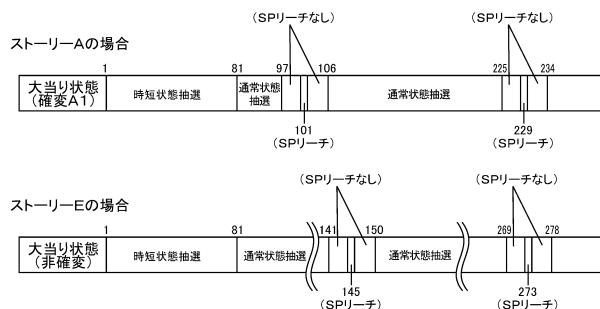 (SPリーチなし) (SPリーチなし)
ストーリーAの場合
1 81 97 106 225 234
大当り状態 (確変A1) 時短状態抽選 通常状態抽選 通常状態抽選
101 229
(SPリーチ) (SPリーチ)
(SPリーチなし) (SPリーチなし)
ストーリーEの場合
1 81 141 150 269 278
大当り状態 (非確変) 時短状態抽選 通常状態抽選 通常状態抽選
145 273
(SPリーチ) (SPリーチ)